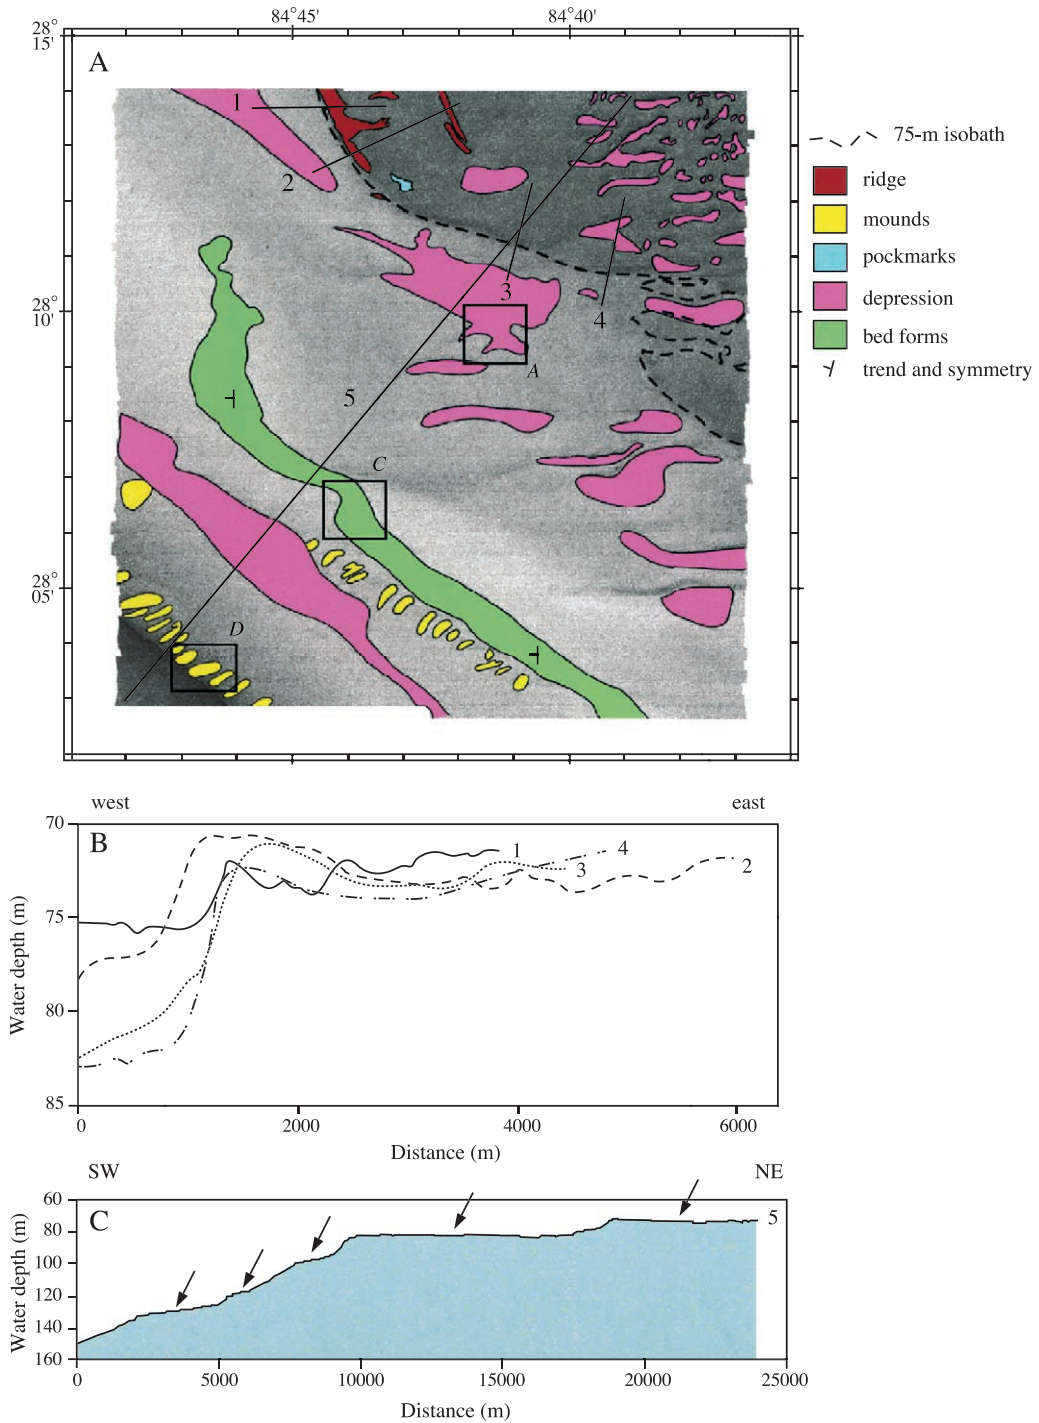 84°45'
84°40'
28°
15'
A
1
2
75-m isobath
ridge
mounds
pockmarks
depression
bed forms
trend and symmetry
28°
10'
3
4
A
5
C
28°
05'
D
west
east
B
70
75
80
85
Water depth (m)
1
4
3
2
0
2000
4000
6000
Distance (m)
SW
NE
C
60
80
100
120
140
160
Water depth (m)
5
0
5000
10000
15000
20000
25000
Distance (m)